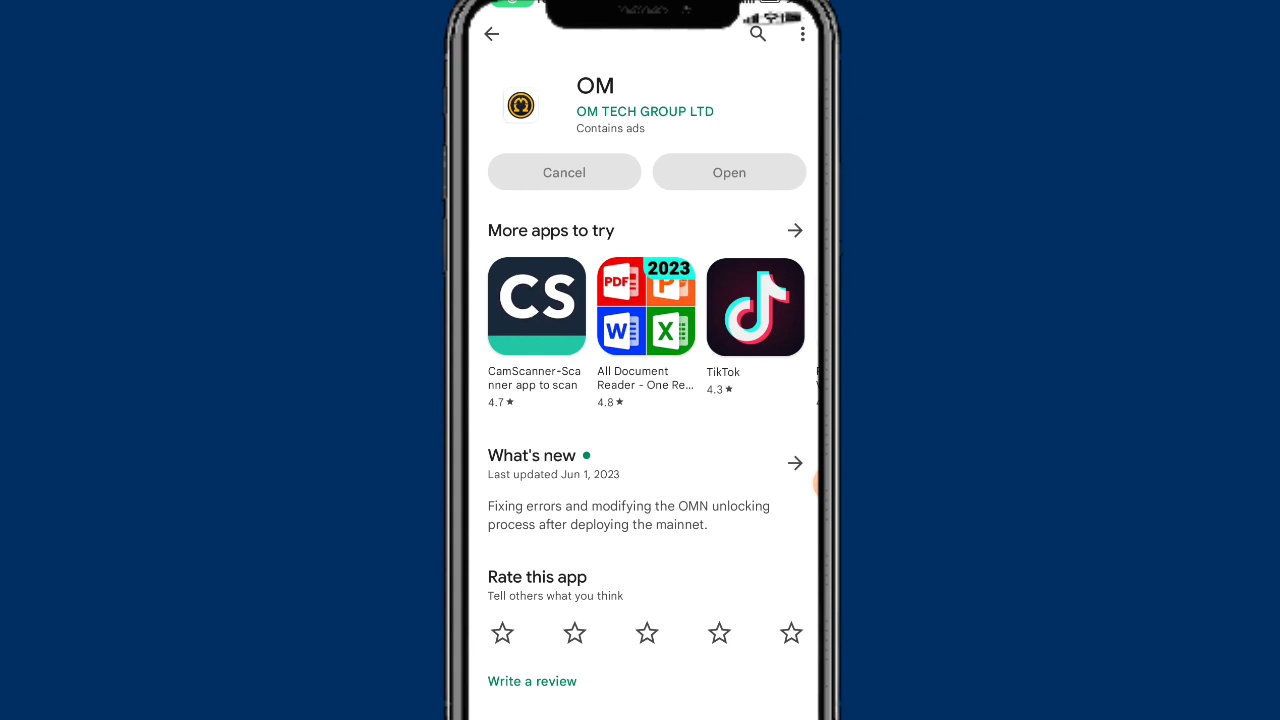 OM
OM TECH GROUP LTD
Contains ads
Cancel
Open
More apps to try
CS
PDF
2023
P
W
X
CamScanner-Sca
nner app to scan
4.7★
All Document
Reader - One Re...
4.8★
TikTok
4.3★
What's new
Last updated Jun 1, 2023
Fixing errors and modifying the OMN unlocking
process after deploying the mainnet.
Rate this app
Tell others what you think
Write a review